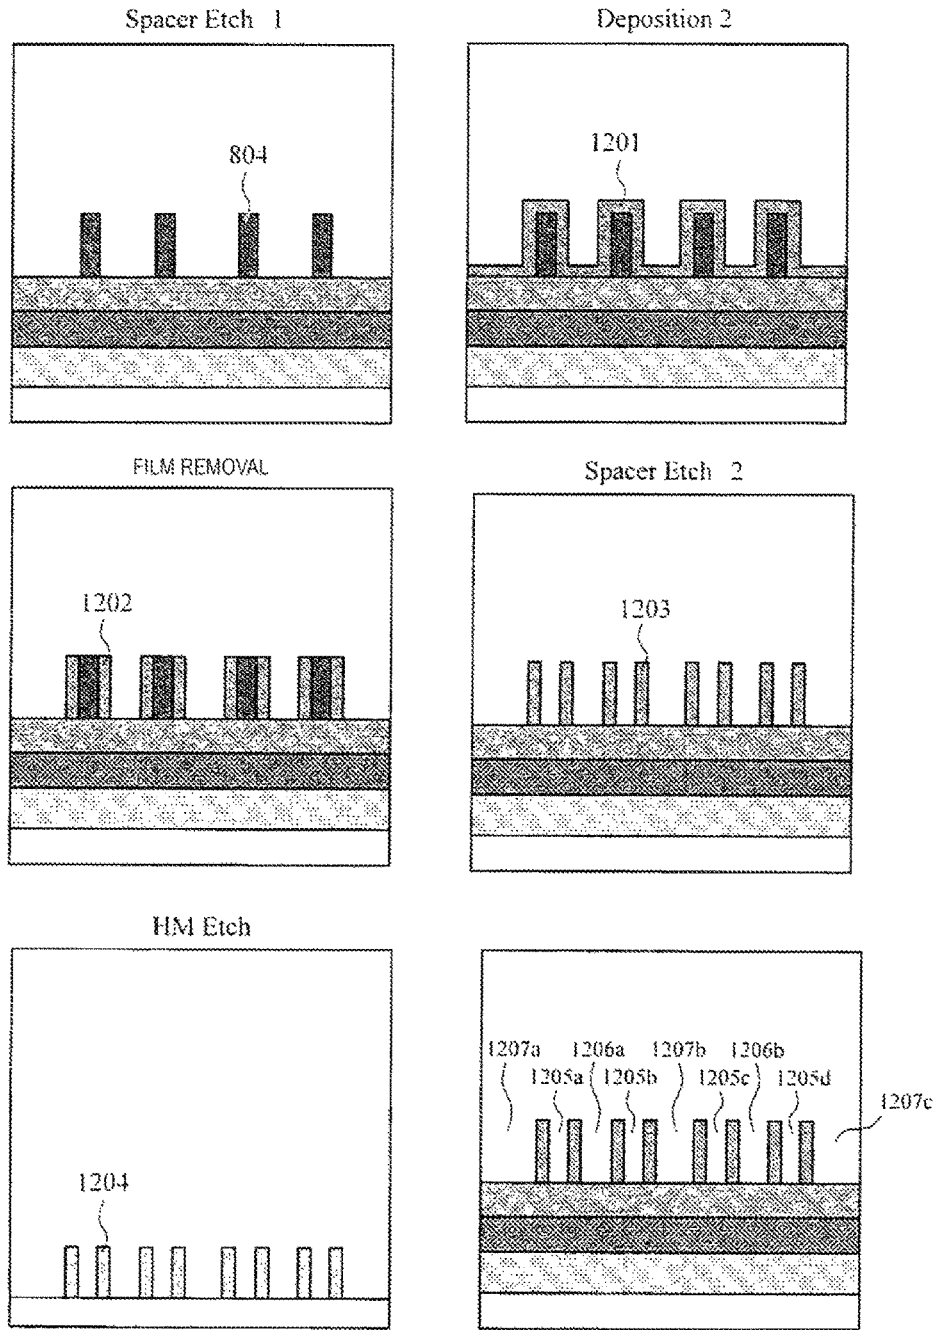 Spacer Etch 1
Deposition 2
804
1201
FILM REMOVAL
Spacer Etch 2
1202
1203
HM Etch
1204
1207a 1206a 1207b 1206b
1205a 1205b 1205c 1205d
1207c